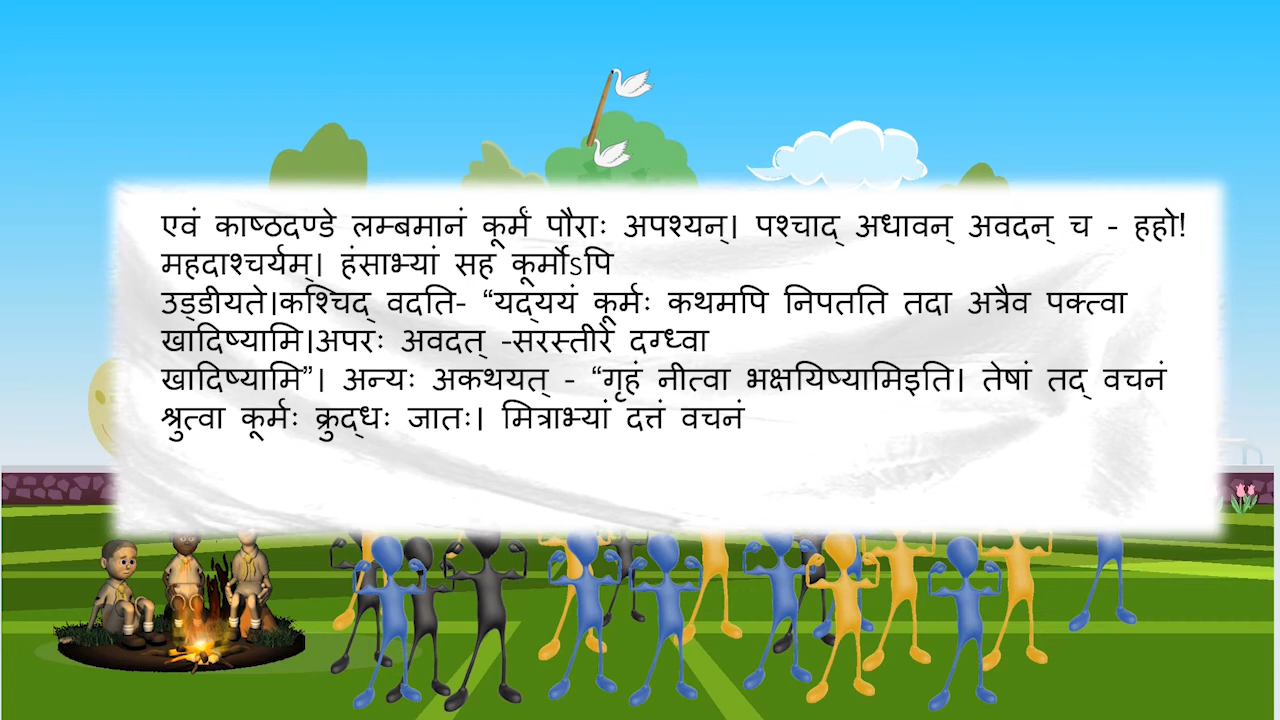 एवं काष्ठदण्डे लम्बमानं कूर्मं पौराः अपश्यन्। पश्चाद् अधावन् अवदन् च - हहो!
महदाश्चर्यम्। हंसाभ्यां सह कूर्मोऽपि
उड्डीयते।कश्चिद् वदति- “यद्ययं कूर्मः कथमपि निपतति तदा अत्रैव पक्त्वा
खादिष्यामि।अपरः अवदत् -सरस्तीरे दग्ध्वा
खादिष्यामि”। अन्यः अकथयत् - “गृहं नीत्वा भक्षयिष्यामिइति। तेषां तद् वचनं
श्रुत्वा कूर्मः क्रुद्धः जातः। मित्राभ्यां दत्तं वचनं